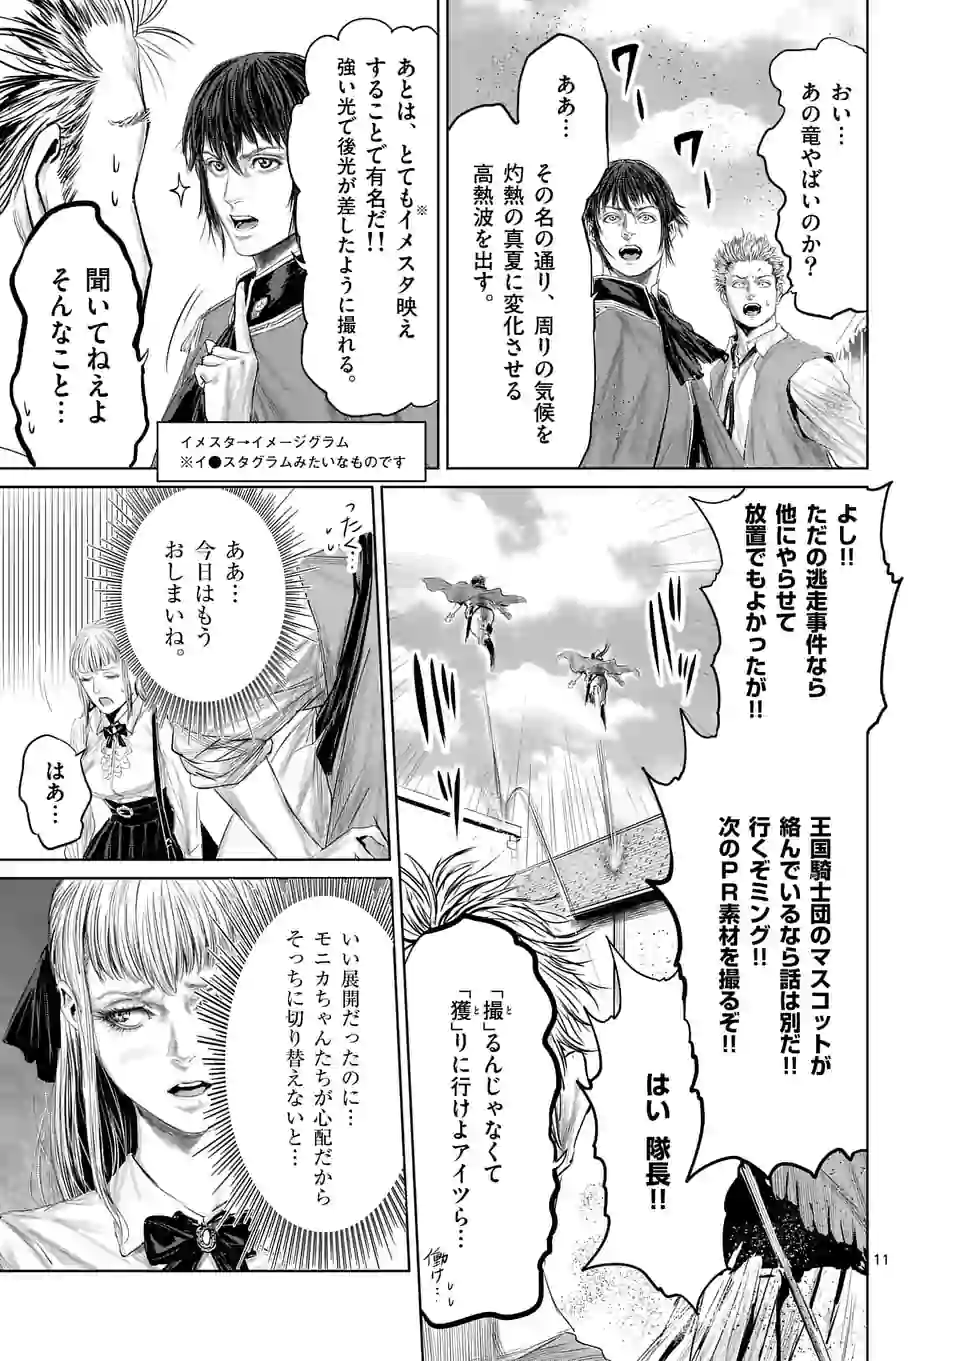 おい…
あの竜やばいのか?
ああ…
その名の通り、周りの気候を
灼熱の真夏に変化させる
高熱波を出す。
あとは、とてもイメスタ映え
※
することで有名だ!!
強い光で後光が差したように撮れる。
聞いてねえよ
そんなこと…
イメスタ→イメージグラム
※イ●スタグラムみたいなものです
よし!!
ただの逃走事件なら
他にやらせて
放置でもよかったが!!
王国騎士団のマスコットが
絡んでいるなら話は別だ!!
行くぞミング!!
次のPR素材を撮るぞ!!
はい 隊長!!
「撮」るんじゃなくて
と
「獲」りに行けよアイツら…
と
働け…
ったく…
ああ…
今日はもう
おしまいね。
はあ…
いい展開だったのに…
モニカちゃんたちが心配だから
そっちに切り替えないと…
11